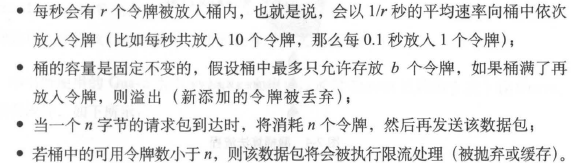 • 每秒会有 r 个令牌被放入桶内，也就是说，会以 1/r 秒的平均速率向桶中依次
放入令牌（比如每秒共放入 10 个令牌，那么每 0.1 秒放入 1 个令牌）；
• 桶的容量是固定不变的，假设桶中最多只允许存放 b 个令牌，如果桶满了再
放入令牌，则溢出（新添加的令牌被丢弃）；
• 当一个 n 字节的请求包到达时，将消耗 n 个令牌，然后再发送该数据包；
• 若桶中的可用令牌数小于 n，则该数据包将会被执行限流处理（被抛弃或缓存）。